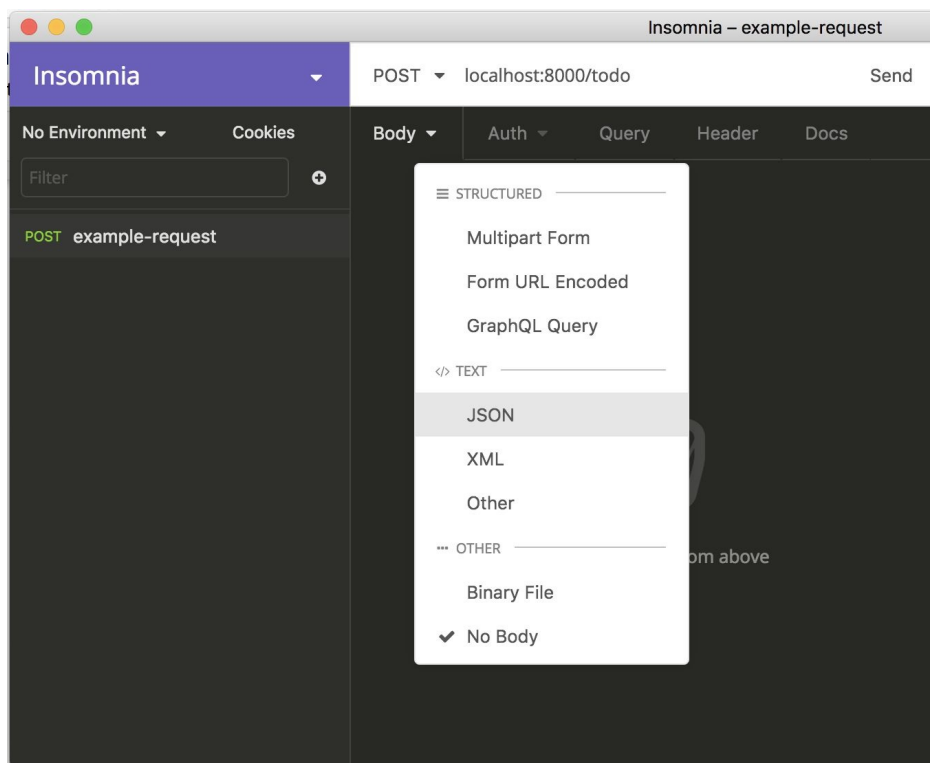 Insomnia – example-request
Insomnia
POST localhost:8000/todo Send
No Environment Cookies
Body Auth Query Header Docs
Filter
POST example-request
STRUCTURED
Multipart Form
Form URL Encoded
GraphQL Query
</> TEXT
JSON
XML
Other
OTHER
Binary File
No Body
above